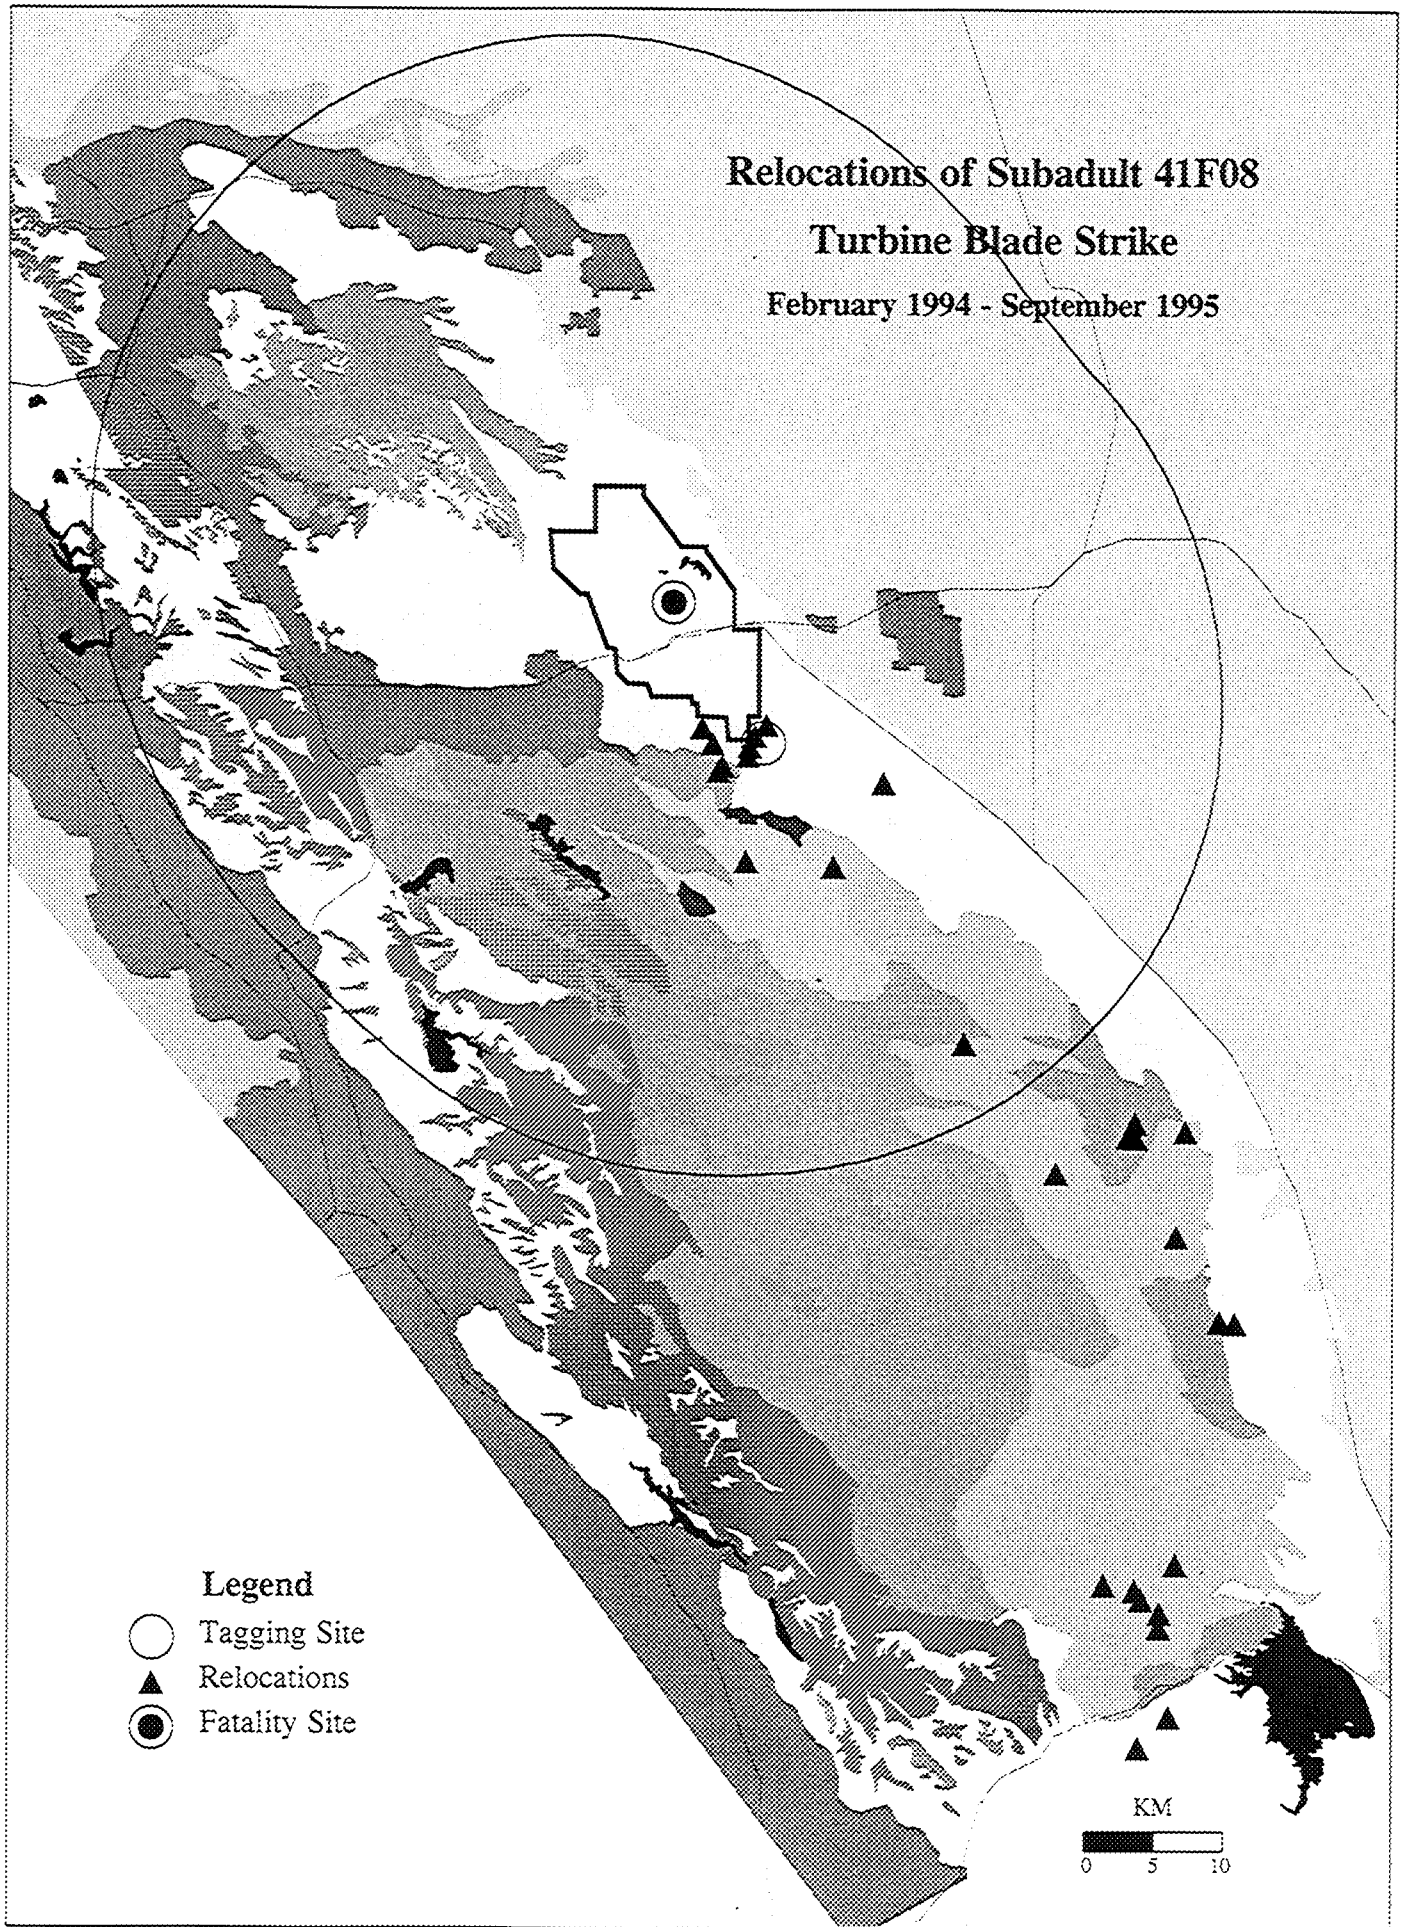 Relocations of Subadult 41F08
Turbine Blade Strike
February 1994 - September 1995
Legend
Tagging Site
Relocations
Fatality Site
KM
0 5 10